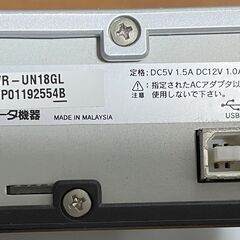 VR-UN18GL
P01192554B
ータ機器
MADE IN MALAYSIA
定格:DC5V 1.5A DC12V 1.0A
⚠注意:指定されたACアダプタ以
使用しないで下さい。
USB